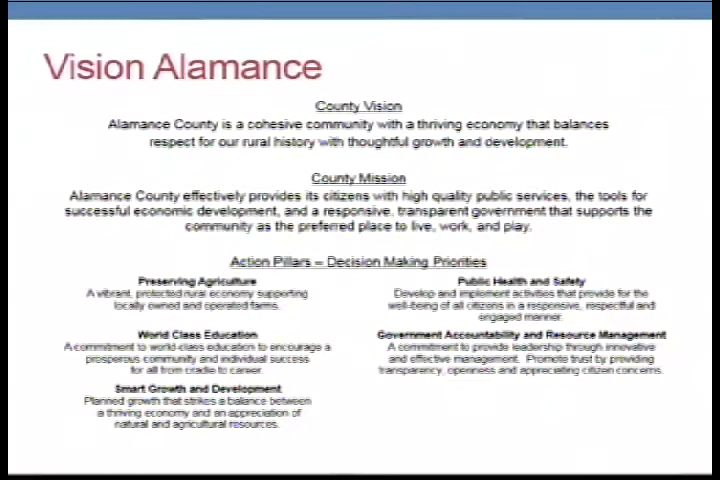 Vision Alamance
County Vision
Alamance County is a cohesive community with a thriving economy that balances
respect for our rural history with thoughtful growth and development.
County Mission
Alamance County effectively provides its citizens with high quality public services, the tools for
successful economic development, and a responsive, transparent government that supports the
community as the preferred place to live, work, and play.
Action Pillars – Decision Making Priorities
Preserving Agriculture
A vibrant, protected rural economy supporting
locally owned and operated farms.
World Class Education
A commitment to world-class education to encourage a
prosperous community and individual success
for all from cradle to career.
Smart Growth and Development
Planned growth that strikes a balance between
a thriving economy and an appreciation of
natural and agricultural resources.
Public Health and Safety
Develop and implement activities that provide for the
well-being of all citizens in a responsive, respectful and
engaged manner.
Government Accountability and Resource Management
A commitment to provide leadership through innovative
and effective management. Promote trust by providing
transparency, openness and appreciating citizen concerns.